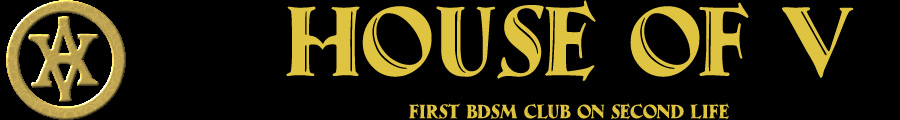 HOUSE OF V
FIRST BDSM CLUB ON SECOND LIFE